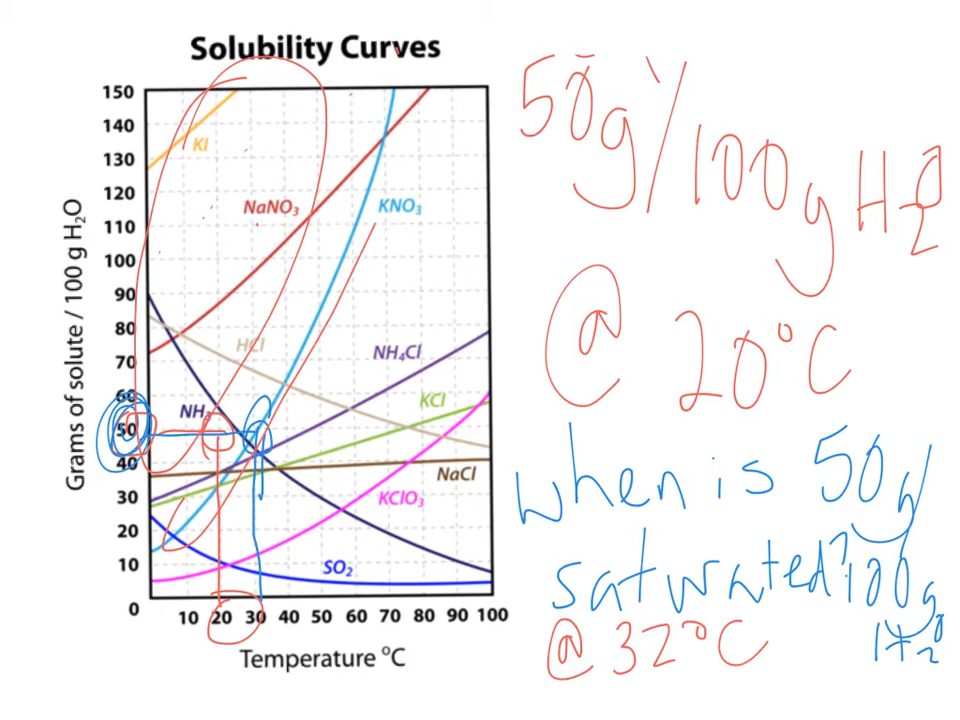 Solubility Curves
Grams of solute / 100 g H₂O
150
140
130
120
110
100
90
80
70
60
50
40
30
20
10
0
KI
NaNO₃
KNO₃
HCl
NH₄Cl
NH₃
KCl
NaCl
KClO₃
SO₂
10 20 30 40 50 60 70 80 90 100
Temperature °C
50g/100g H₂O
@ 20°C
when is 50g/
saturated? 100g
H₂O
@ 32°C